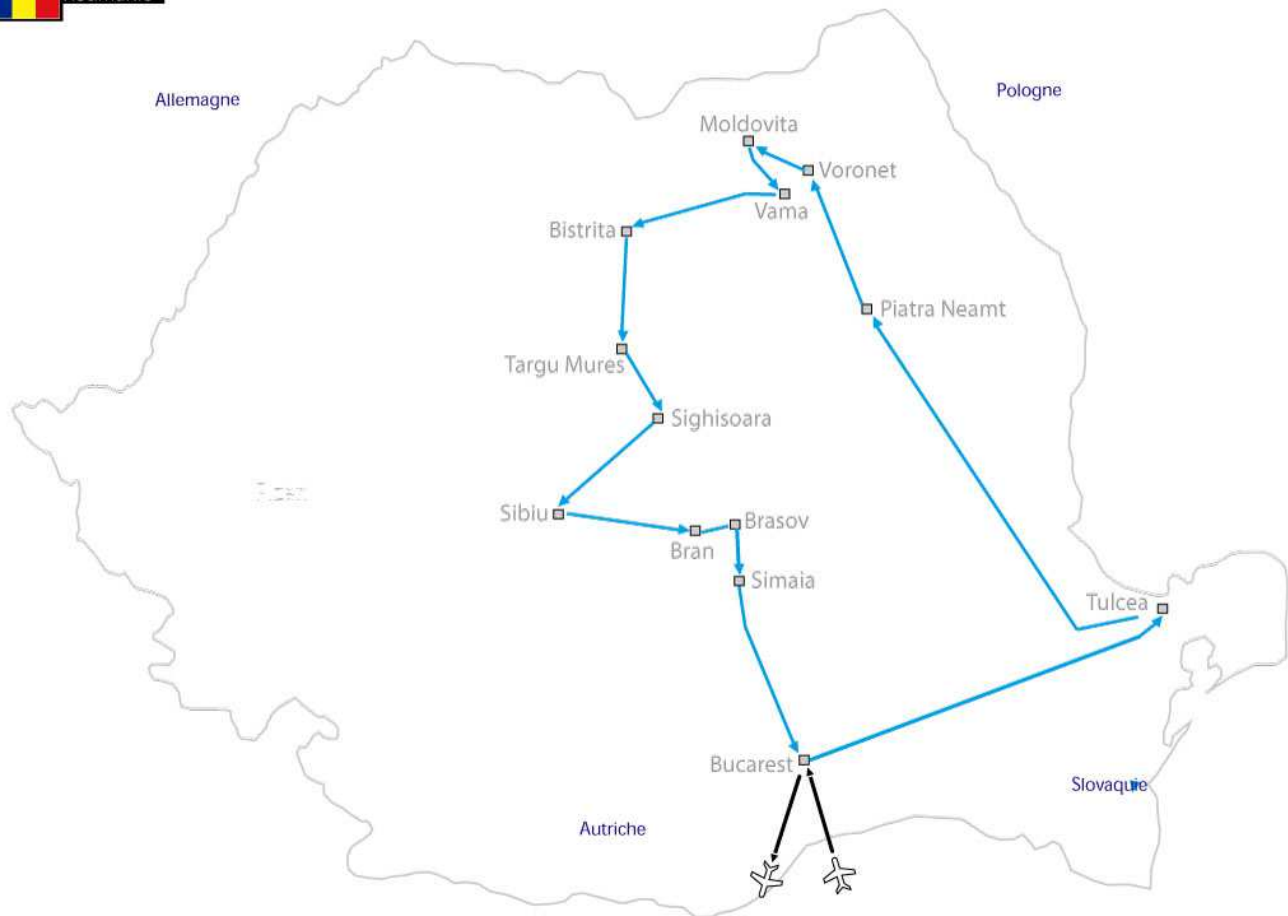 Allemagne
Pologne
Moldovita
Voronet
Vama
Bistrita
Piatra Neamt
Targu Mures
Sighisoara
Sibiu
Brasov
Bran
Simaia
Tulcea
Bucarest
Slovaquie
Autriche